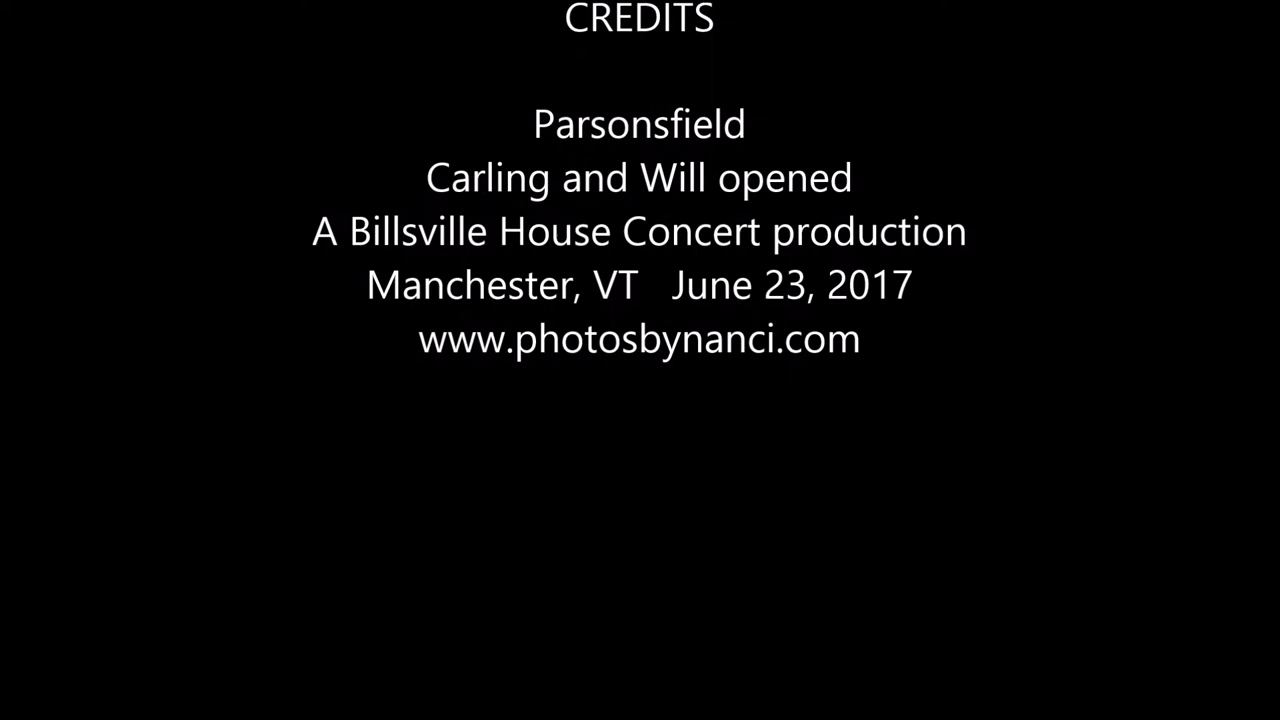 CREDITS
Parsonsfield
Carling and Will opened
A Billsville House Concert production
Manchester, VT   June 23, 2017
www.photosbynanci.com